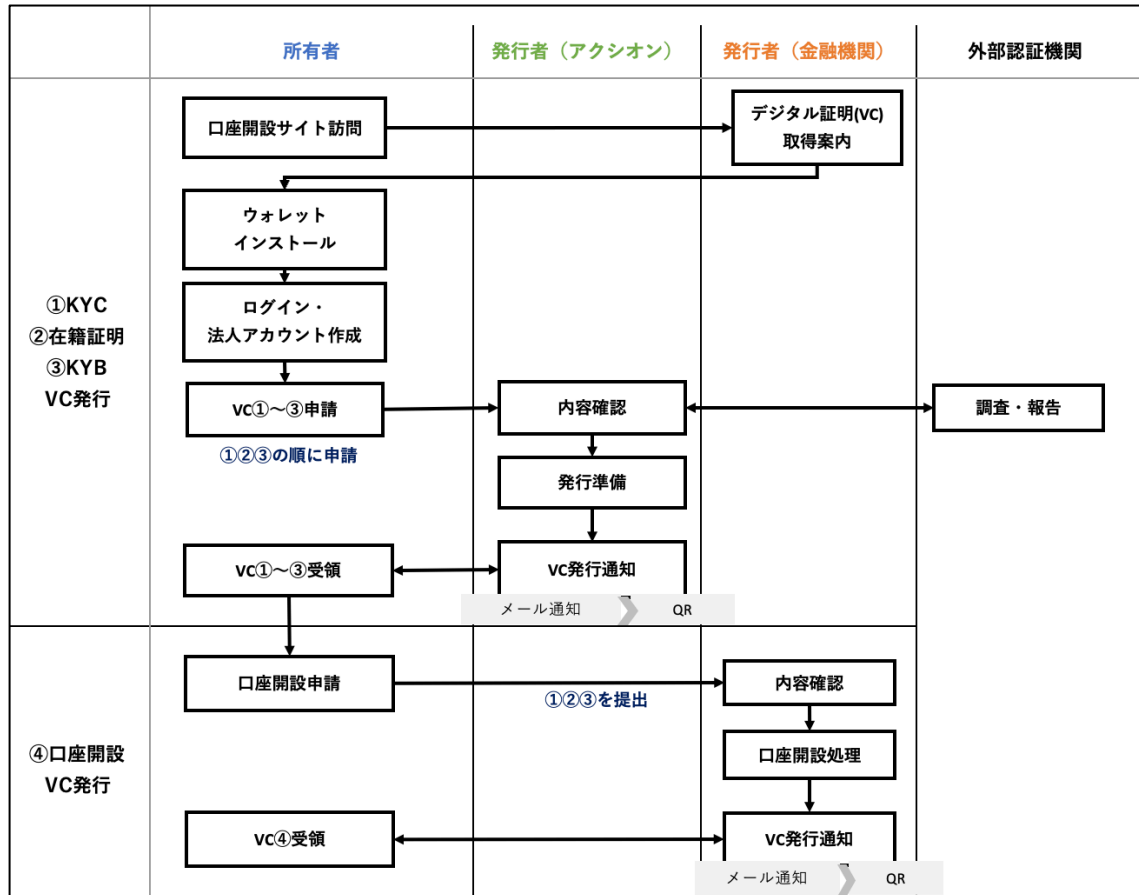 所有者
発行者（アクシオン）
発行者（金融機関）
外部認証機関
①KYC
②在籍証明
③KYB
VC発行
口座開設サイト訪問
デジタル証明(VC)
取得案内
ウォレット
インストール
ログイン・
法人アカウント作成
VC①～③申請
①②③の順に申請
内容確認
調査・報告
発行準備
VC①～③受領
VC発行通知
メール通知
QR
④口座開設
VC発行
口座開設申請
①②③を提出
内容確認
口座開設処理
VC④受領
VC発行通知
メール通知
QR